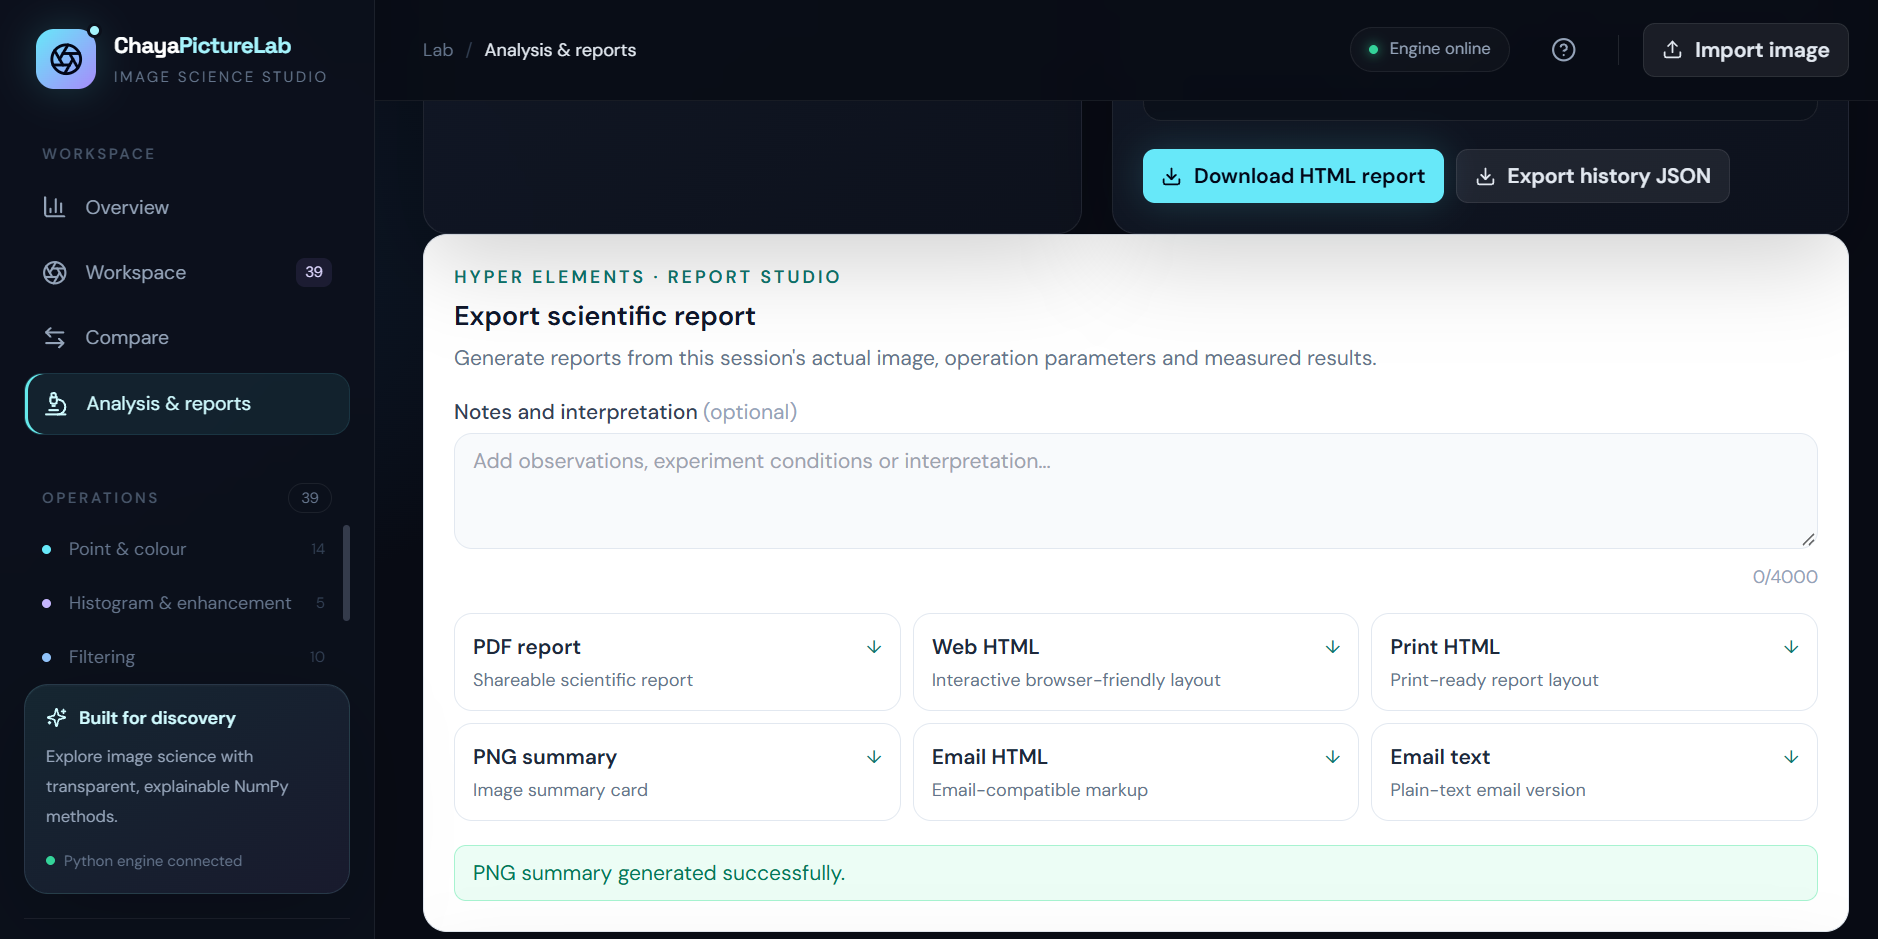 ChayaPictureLab
IMAGE SCIENCE STUDIO
WORKSPACE
Overview
Workspace 39
Compare
Analysis & reports
OPERATIONS 39
Point & colour 14
Histogram & enhancement 5
Filtering 10
Built for discovery
Explore image science with
transparent, explainable NumPy
methods.
Python engine connected
Lab / Analysis & reports
Engine online
Import image
Download HTML report
Export history JSON
HYPER ELEMENTS · REPORT STUDIO
Export scientific report
Generate reports from this session's actual image, operation parameters and measured results.
Notes and interpretation (optional)
Add observations, experiment conditions or interpretation...
0/4000
PDF report
Shareable scientific report
Web HTML
Interactive browser-friendly layout
Print HTML
Print-ready report layout
PNG summary
Image summary card
Email HTML
Email-compatible markup
Email text
Plain-text email version
PNG summary generated successfully.